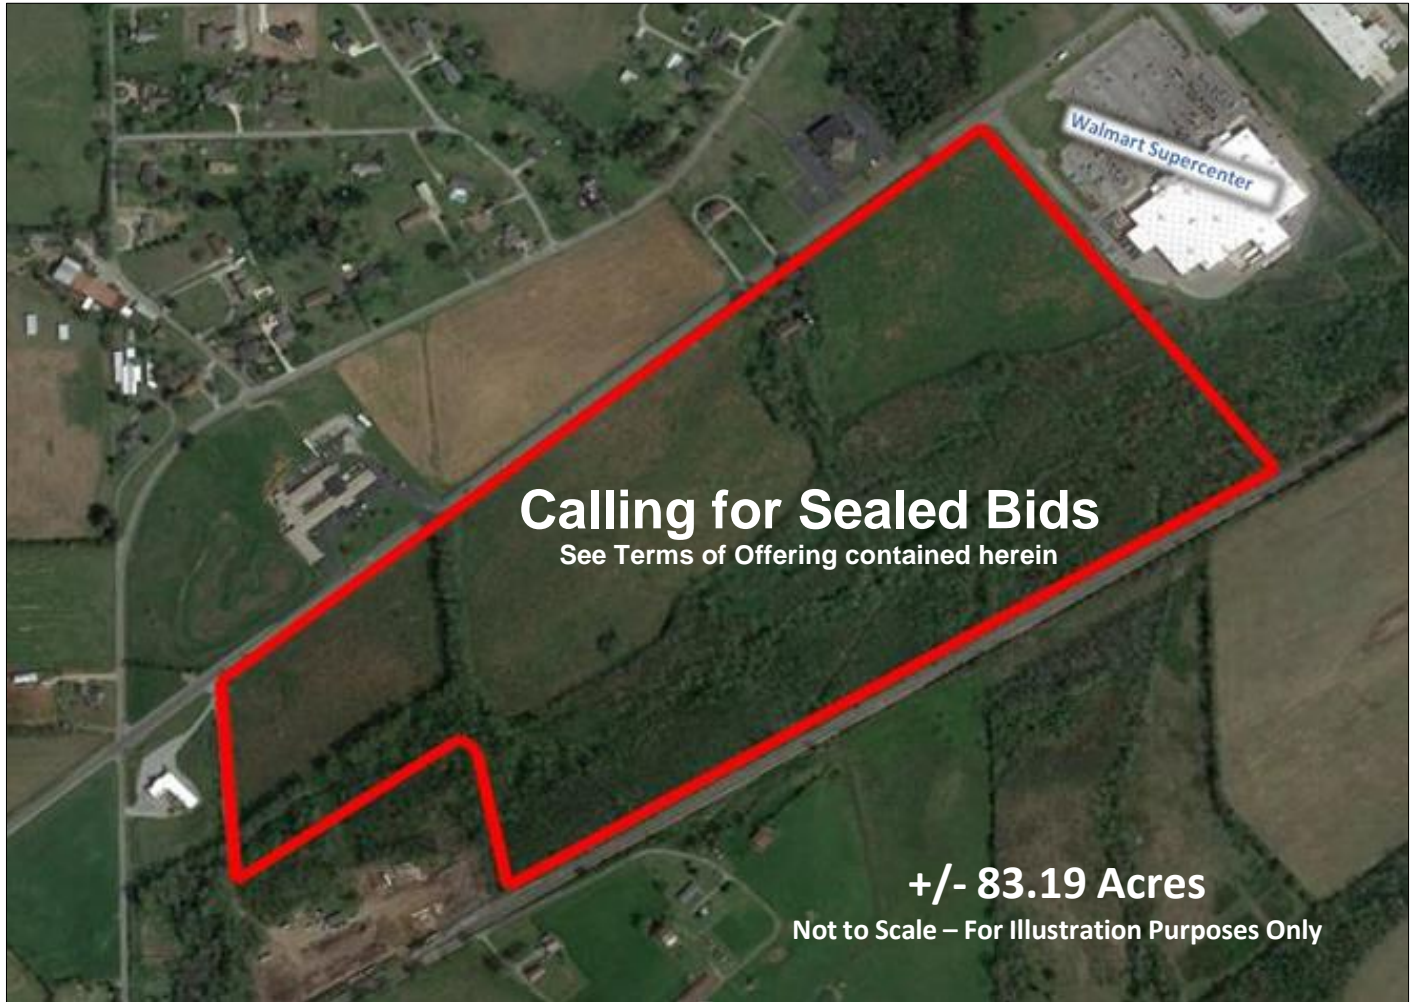 Walmart Supercenter
Calling for Sealed Bids
See Terms of Offering contained herein
+/- 83.19 Acres
Not to Scale – For Illustration Purposes Only